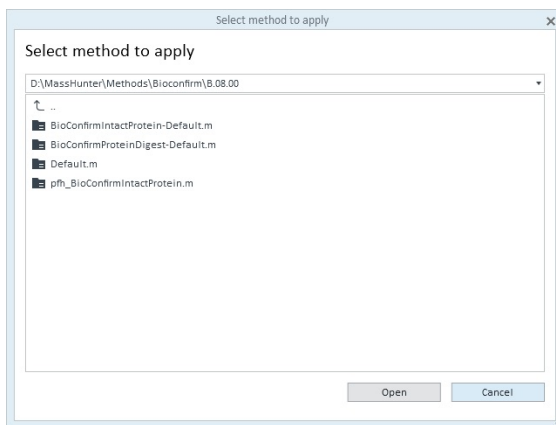 Select method to apply
Select method to apply
D:\MassHunter\Methods\Bioconfirm\B.08.00
..
BioConfirmIntactProtein-Default.m
BioConfirmProteinDigest-Default.m
Default.m
pfh_BioConfirmIntactProtein.m
Open Cancel